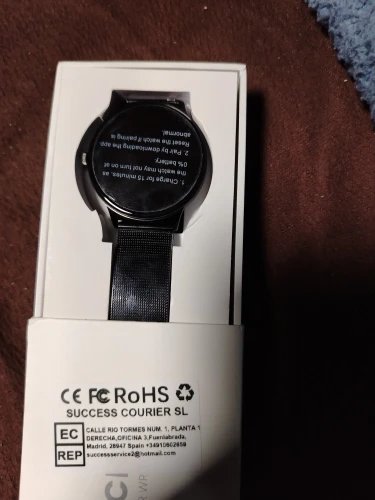 1. Charge for 15 minutes, as
the watch may not turn on at
0% battery.
2. Pair by downloading the app.
Reset the watch if pairing is
abnormal.
CE FC RoHS
SUCCESS COURIER SL
EC
REP
CALLE RIO TORMES NUM. 1, PLANTA 1
DERECHA,OFICINA 3,Fuenlabrada,
Madrid, 28947 Spain +34910602659
successservice2@hotmail.com